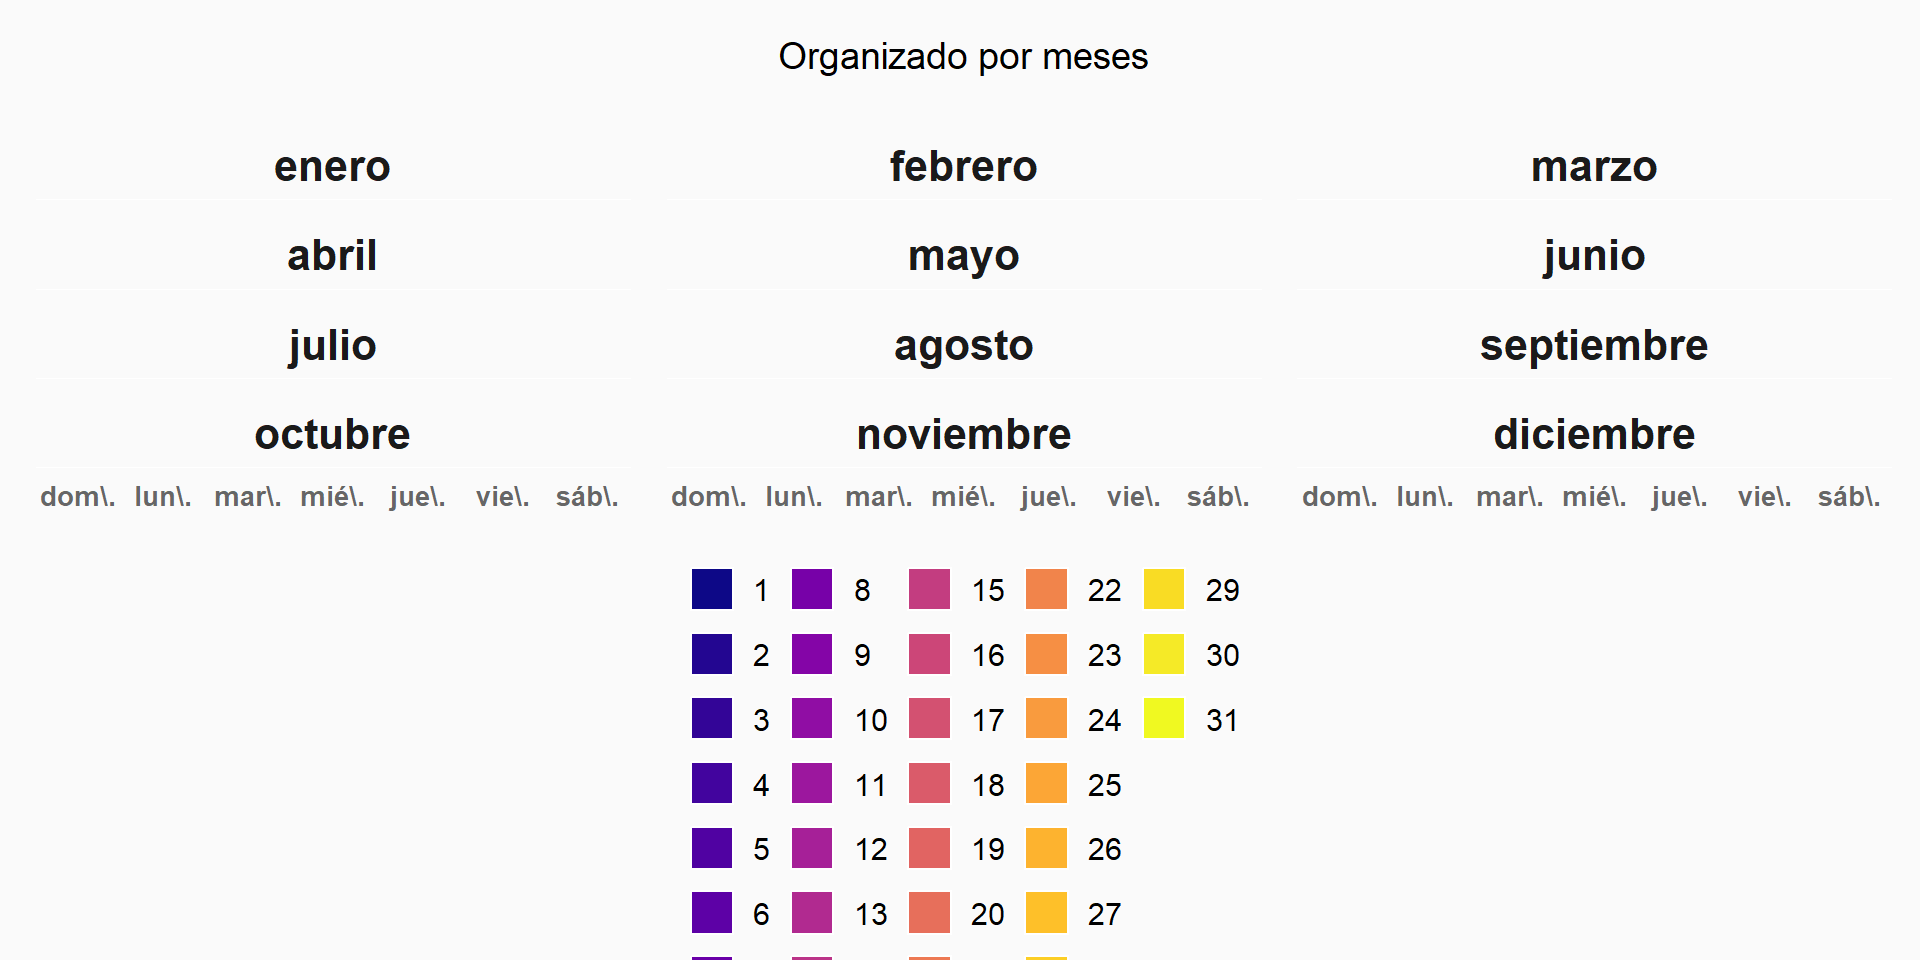 Organizado por meses
enero febrero marzo
abril mayo junio
julio agosto septiembre
octubre noviembre diciembre
dom\. lun\. mar\. mié\. jue\. vie\. sáb\. dom\. lun\. mar\. mié\. jue\. vie\. sáb\. dom\. lun\. mar\. mié\. jue\. vie\. sáb\.
1 8 15 22 29
2 9 16 23 30
3 10 17 24 31
4 11 18 25
5 12 19 26
6 13 20 27